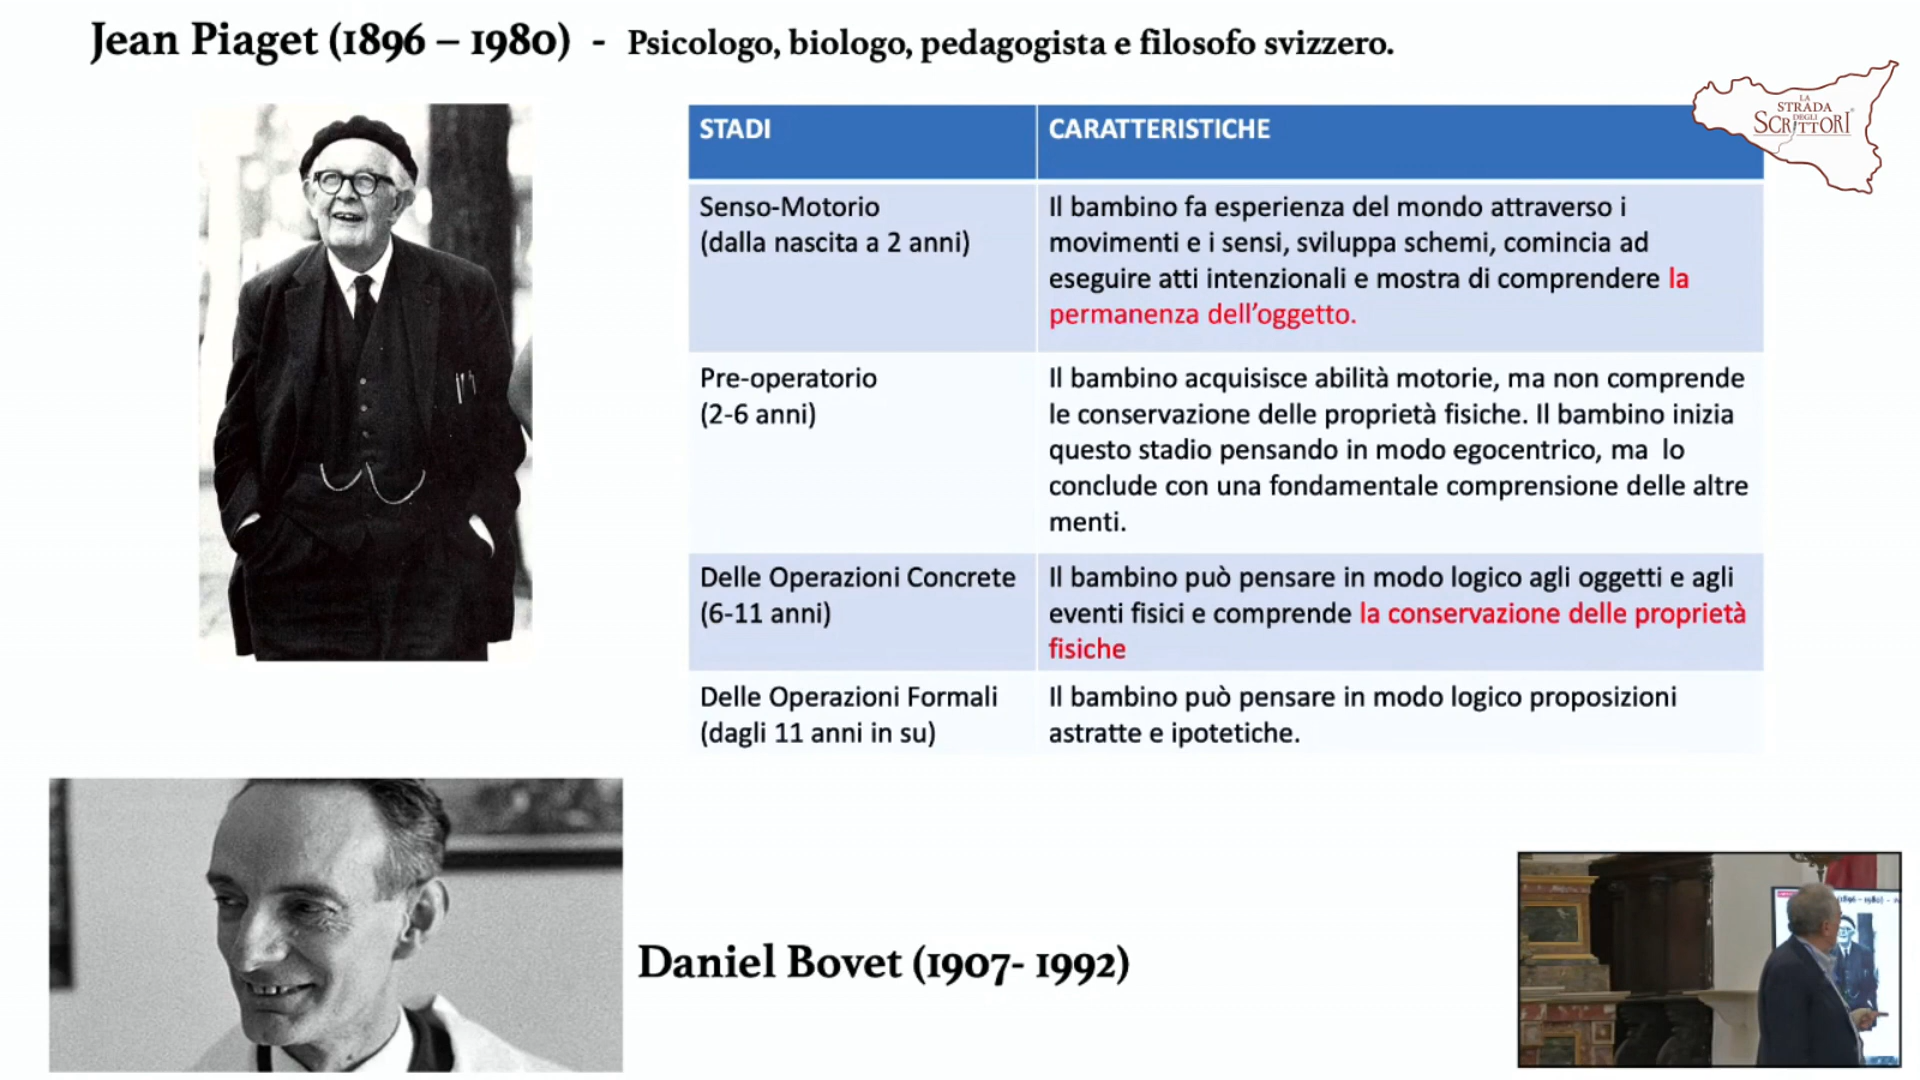 Jean Piaget (1896 – 1980) - Psicologo, biologo, pedagogista e filosofo svizzero.
LA
STRADA
DEGLI
SCRITTORI
STADI
CARATTERISTICHE
Senso-Motorio
(dalla nascita a 2 anni)
Il bambino fa esperienza del mondo attraverso i
movimenti e i sensi, sviluppa schemi, comincia ad
eseguire atti intenzionali e mostra di comprendere la
permanenza dell’oggetto.
Pre-operatorio
(2-6 anni)
Il bambino acquisisce abilità motorie, ma non comprende
le conservazione delle proprietà fisiche. Il bambino inizia
questo stadio pensando in modo egocentrico, ma lo
conclude con una fondamentale comprensione delle altre
menti.
Delle Operazioni Concrete
(6-11 anni)
Il bambino può pensare in modo logico agli oggetti e agli
eventi fisici e comprende la conservazione delle proprietà
fisiche
Delle Operazioni Formali
(dagli 11 anni in su)
Il bambino può pensare in modo logico proposizioni
astratte e ipotetiche.
Daniel Bovet (1907- 1992)
(1896 – 1980) -